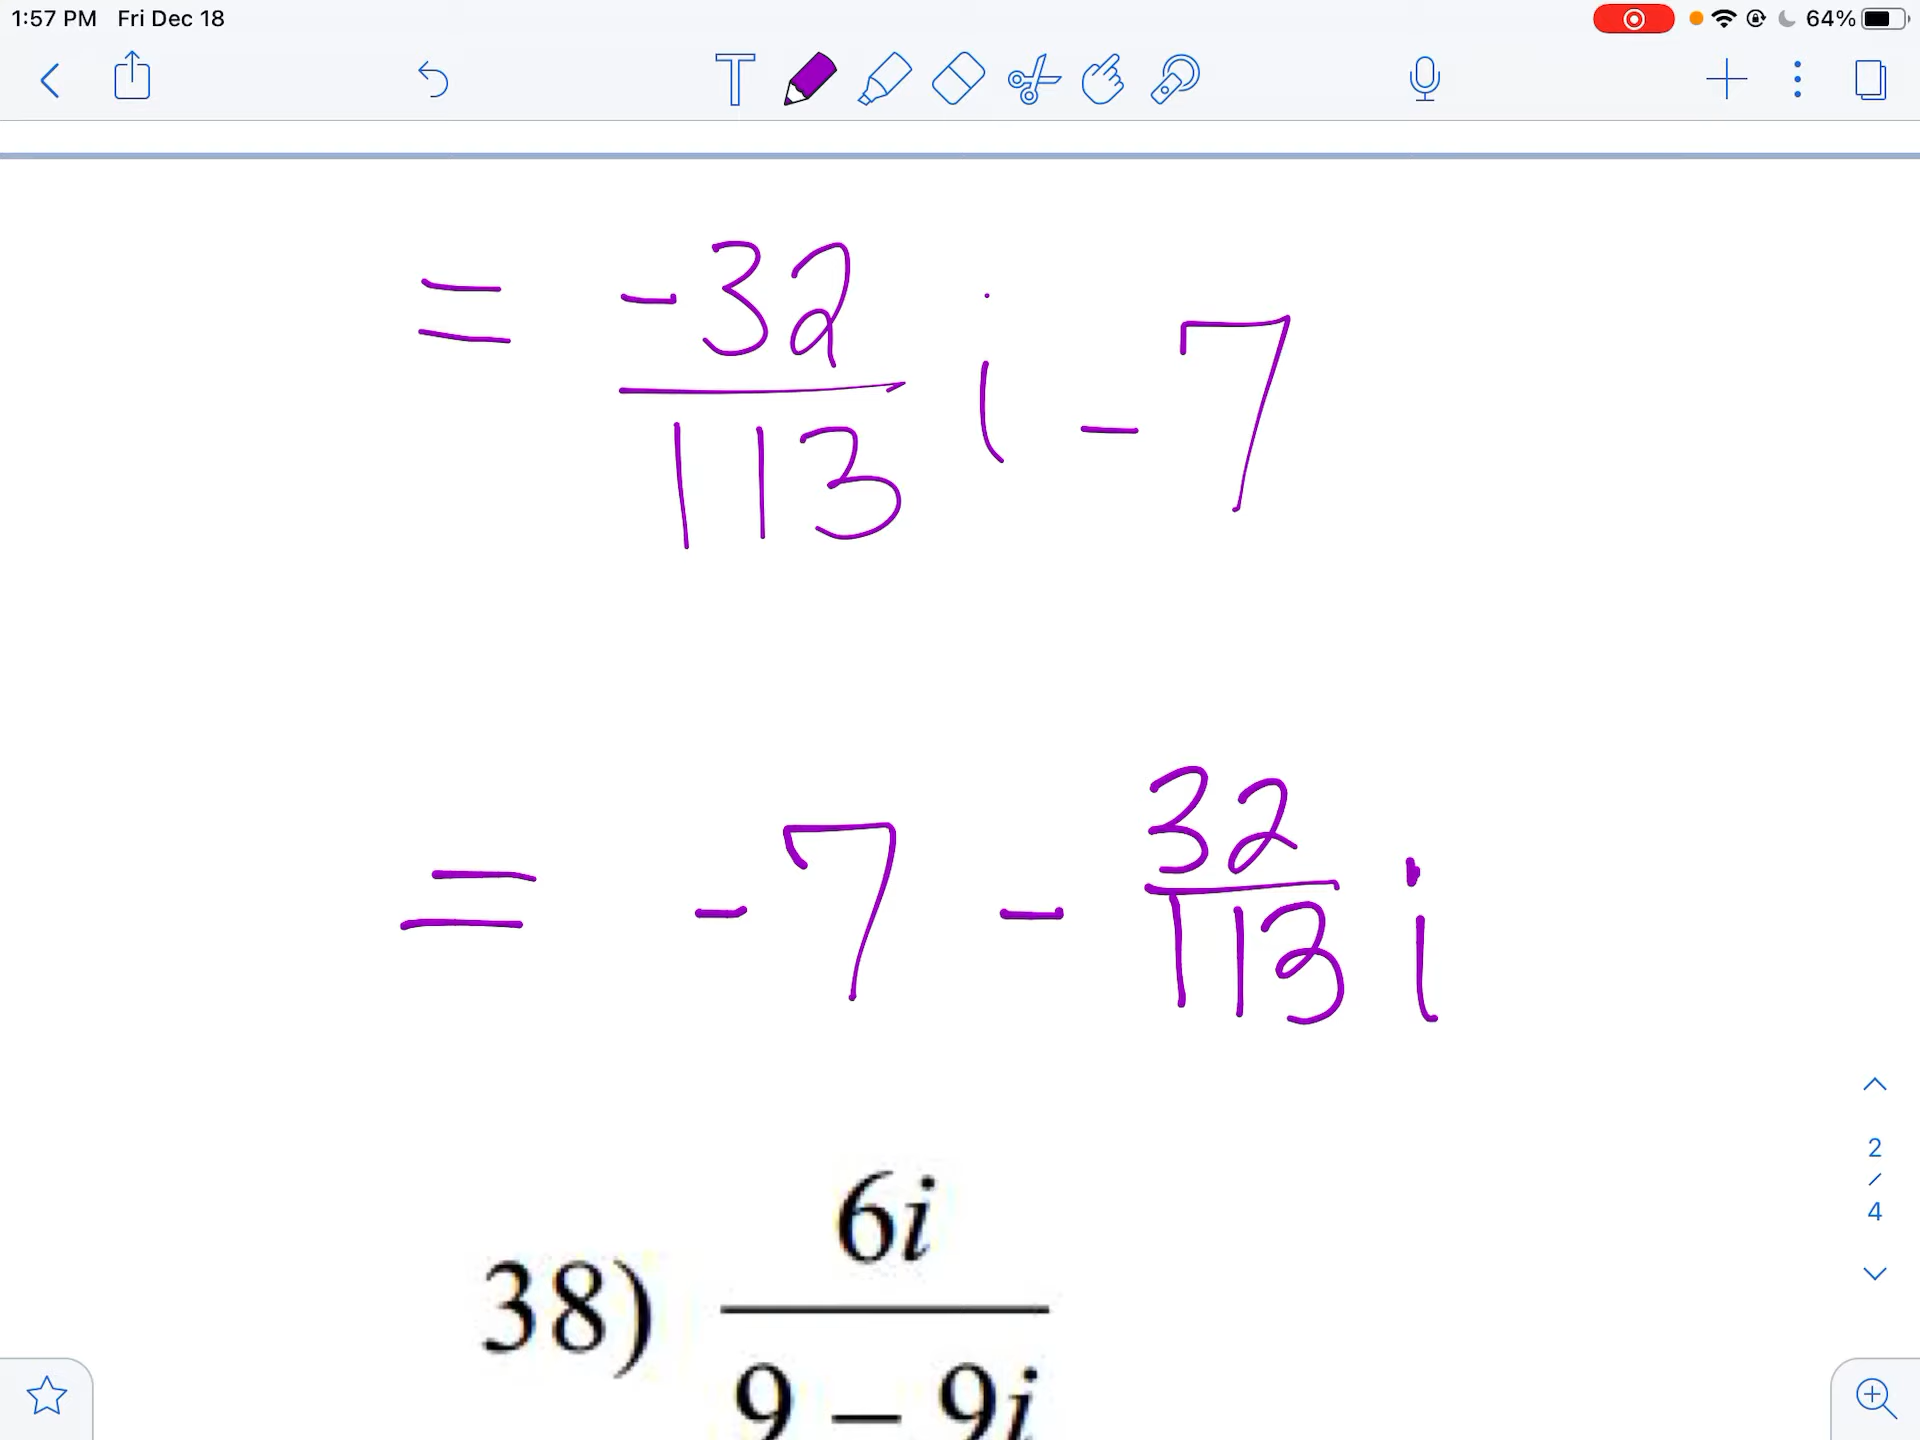 1:57 PM Fri Dec 18 64%
T
= -32/113 i - 7
= -7 - 32/113 i
2 / 4
38) 6i / 9 – 9i